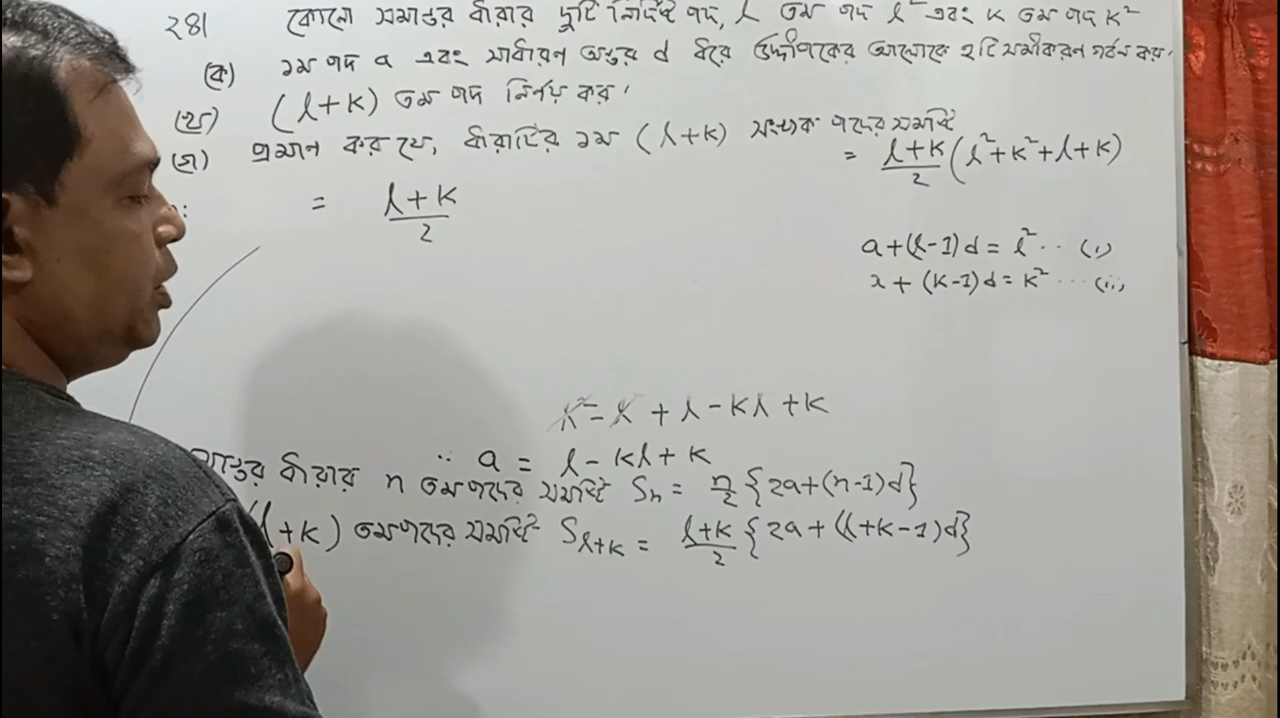 ২৪। কোনো সমান্তর ধারার দুটি নির্দিষ্ট পদ, l তম পদ l² এবং k তম পদ k²
(ক) ১ম পদ a এবং সাধারণ অন্তর d ধরে উদ্দীপকের আলোকে ২টি সমীকরণ গঠন কর।
(খ) (l+k) তম পদ নির্ণয় কর।
(গ) প্রমাণ কর যে, ধারাটির ১ম (l+k) সংখ্যক পদের সমষ্টি
= l+k/2 (l²+k²+l+k)
= l+k/2
a+(l-1)d = l² ·· (i)
a + (k-1)d = k² ··· (ii)
k² = k² + l - kl + k
∵ a = l - kl + k
ধারার n তম পদের সমষ্টি Sn = n/2 {2a+(n-1)d}
(l+k) তম পদের সমষ্টি S l+k = l+k/2 {2a + (l+k-1)d}